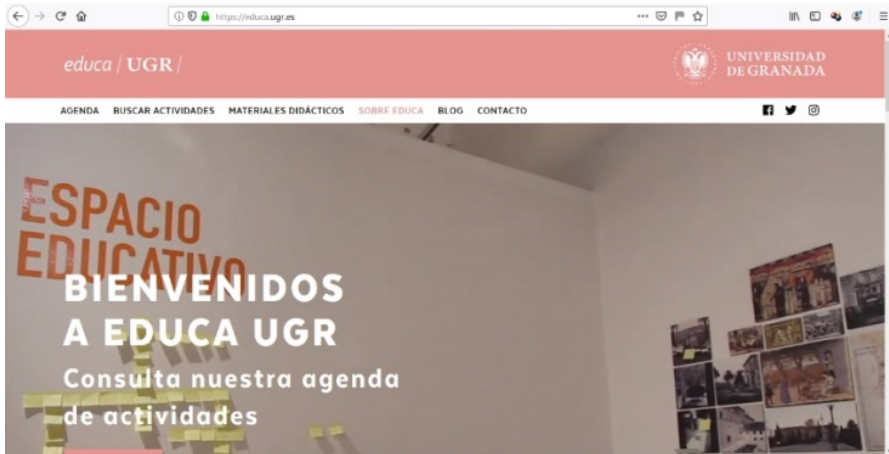 https://educa.ugr.es
educa / UGR /
UNIVERSIDAD
DE GRANADA
AGENDA BUSCAR ACTIVIDADES MATERIALES DIDÁCTICOS SOBRE EDUCA BLOG CONTACTO
ESPACIO
EDUCATIVO
BIENVENIDOS
A EDUCA UGR
Consulta nuestra agenda
de actividades